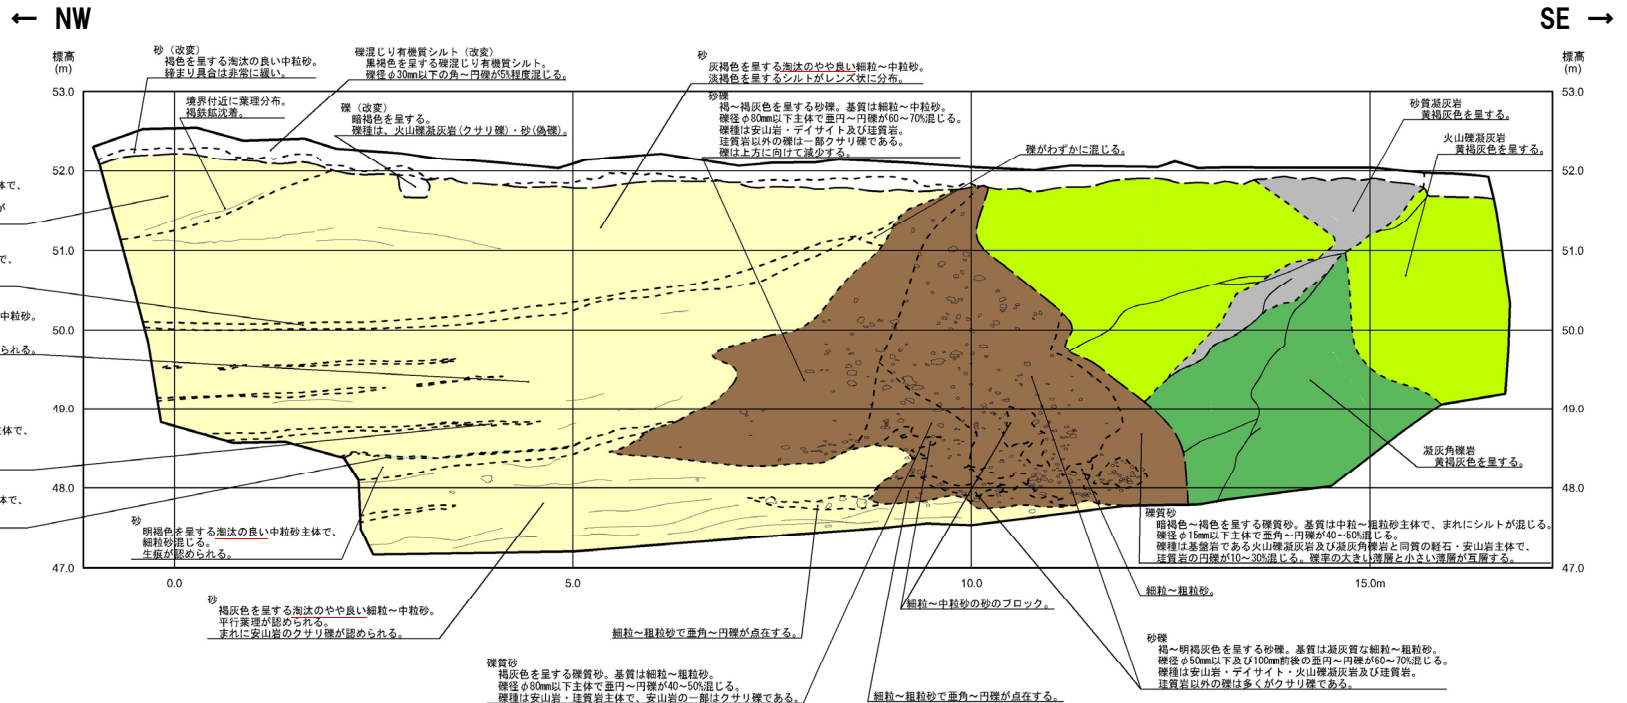 ← NW
SE →
標高
(m)
標高
(m)
砂（改変）
褐色を呈する淘汰の良い中粒砂。
締まり具合は非常に緩い。
礫混じり有機質シルト（改変）
黒褐色を呈する礫混じり有機質シルト。
礫径φ30mm以下の角～円礫が5%程度混じる。
砂
灰褐色を呈する淘汰のやや良い細粒～中粒砂。
淡褐色を呈するシルトがレンズ状に分布。
境界付近に葉理分布。
褐鉄鉱沈着。
礫（改変）
暗褐色を呈する。
礫種は、火山礫凝灰岩(クサリ礫)・砂(偽礫)。
砂礫
褐～褐灰色を呈する砂礫。基質は細粒～中粒砂。
礫径φ80mm以下主体で亜円～円礫が60～70%混じる。
礫種は安山岩・デイサイト及び珪質岩。
珪質岩以外の礫は一部クサリ礫である。
礫は上方に向けて減少する。
礫がわずかに混じる。
砂質凝灰岩
黄褐灰色を呈する。
火山礫凝灰岩
黄褐灰色を呈する。
53.0
52.0
51.0
50.0
49.0
48.0
47.0
53.0
52.0
51.0
50.0
49.0
48.0
47.0
体で、
が
で、
中粒砂。
られる。
主体で、
体で、
凝灰角礫岩
黄褐灰色を呈する。
砂
明褐色を呈する淘汰の良い中粒砂主体で、
細粒砂混じる。
生痕が認められる。
礫質砂
暗褐色～褐色を呈する礫質砂。基質は中粒～粗粒砂主体で、まれにシルトが混じる。
礫径φ15mm以下主体で亜角～円礫が40～50%混じる。
礫種は基盤岩である火山礫凝灰岩及び凝灰角礫岩と同質の軽石・安山岩主体で、
珪質岩の円礫が10～30%混じる。礫率の大きい薄層と小さい薄層が互層する。
0.0
5.0
10.0
15.0m
砂
褐灰色を呈する淘汰のやや良い細粒～中粒砂。
平行葉理が認められる。
まれに安山岩のクサリ礫が認められる。
細粒～粗粒砂。
細粒～中粒砂の砂のブロック。
細粒～粗粒砂で亜角～円礫が点在する。
砂礫
褐～明褐灰色を呈する砂礫。基質は凝灰質な細粒～粗粒砂。
礫径φ50mm以下及び100mm前後の亜円～円礫が60～70%混じる。
礫種は安山岩・デイサイト・火山礫凝灰岩及び珪質岩。
珪質岩以外の礫は多くがクサリ礫である。
礫質砂
褐灰色を呈する礫質砂。基質は細粒～粗粒砂。
礫径φ80mm以下主体で亜円～円礫が40～50%混じる。
礫種は安山岩・珪質岩主体で、安山岩の一部はクサリ礫である。
細粒～粗粒砂で亜角～円礫が点在する。